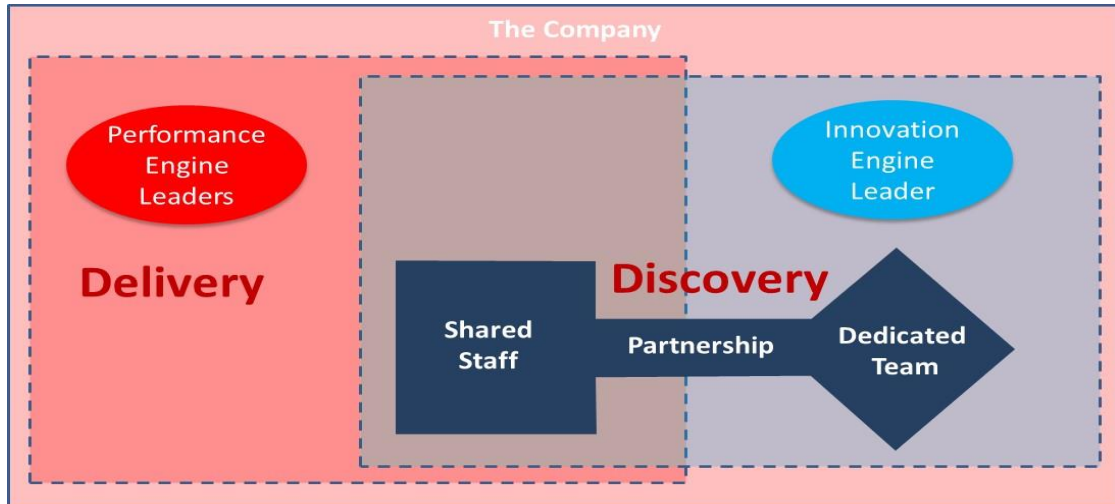 The Company
Performance
Engine
Leaders
Innovation
Engine
Leader
Delivery
Discovery
Shared
Staff
Partnership
Dedicated
Team